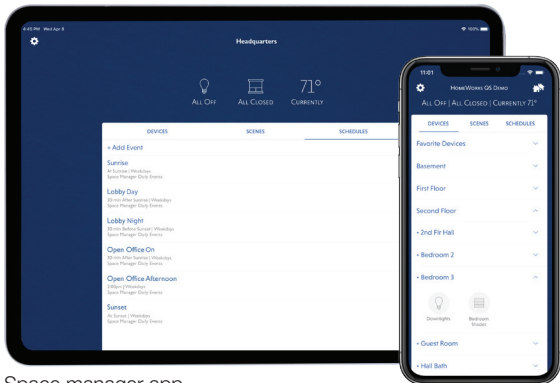 4:45 PM Wed Apr 8
100%
Headquarters
ALL OFF
ALL CLOSED
71°
CURRENTLY
DEVICES
SCENES
SCHEDULES
+ Add Event
Sunrise
At Sunrise | Weekdays
Space Manager Daily Events
Lobby Day
30 min After Sunrise | Weekdays
Space Manager Daily Events
Lobby Night
30 min Before Sunset | Weekdays
Space Manager Daily Events
Open Office On
30 min After Sunrise | Weekdays
Space Manager Daily Events
Open Office Afternoon
3:00pm | Weekdays
Space Manager Daily Events
Sunset
At Sunset | Weekdays
Space Manager Daily Events
11:01
HOMEWORKS QS DEMO
ALL OFF | ALL CLOSED | CURRENTLY 71°
DEVICES
SCENES
SCHEDULES
Favorite Devices
Basement
First Floor
Second Floor
• 2nd Flr Hall
• Bedroom 2
• Bedroom 3
Downlights
Bedroom
Shades
• Guest Room
• Hall Bath
Space manager app